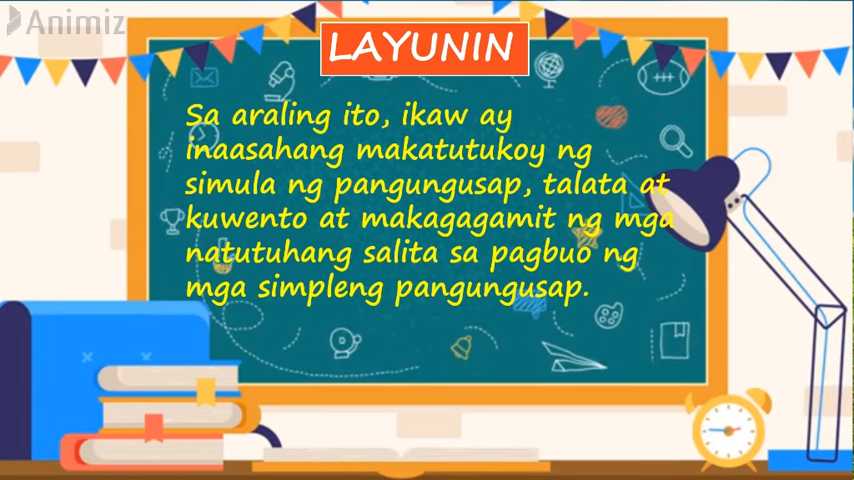 Animiz
LAYUNIN
Sa araling ito, ikaw ay
inaasahang makatutukoy ng
simula ng pangungusap, talata at
kuwento at makagagamit ng mga
natutuhang salita sa pagbuo ng
mga simpleng pangungusap.